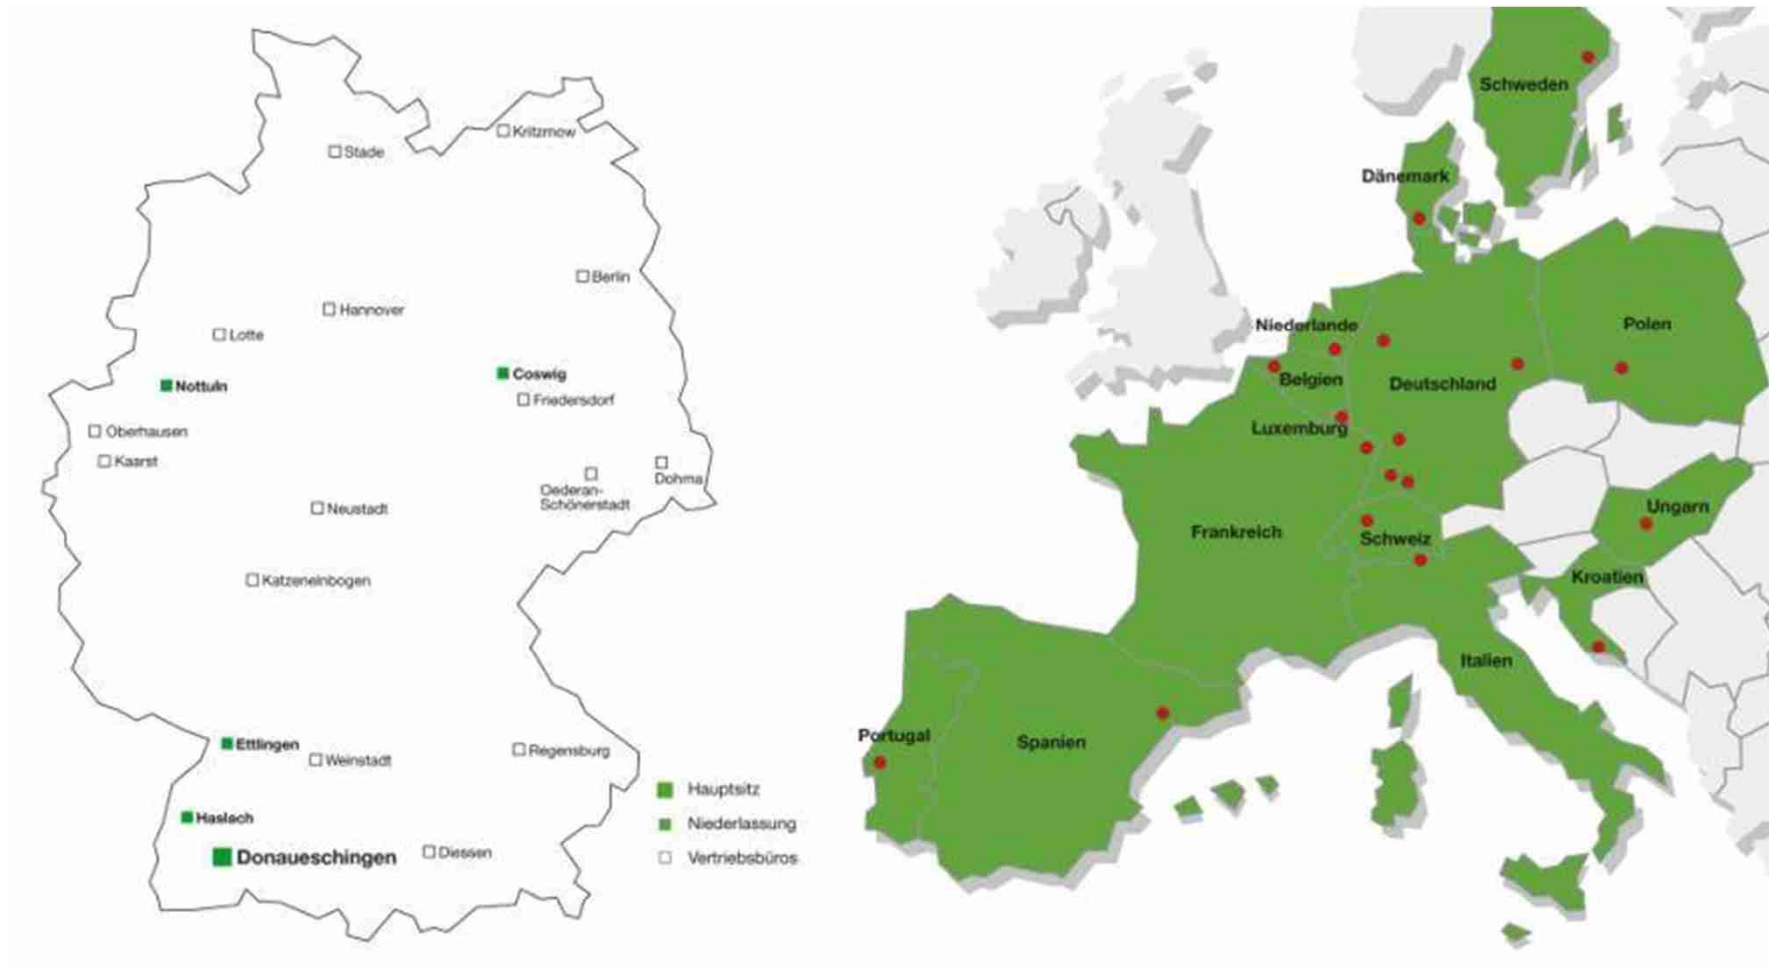 Kritzmow
Stade
Berlin
Hannover
Lotte
Coswig
Nottuln
Friedersdorf
Oberhausen
Kaarst
Dohma
Oederan-
Schönerstadt
Neustadt
Katzenelnbogen
Ettlingen
Weinstadt
Regensburg
Haslach
Donaueschingen
Diessen
Hauptsitz
Niederlassung
Vertriebsbüros
Schweden
Dänemark
Niederlande
Polen
Belgien
Deutschland
Luxemburg
Ungarn
Frankreich
Schweiz
Kroatien
Italien
Portugal
Spanien